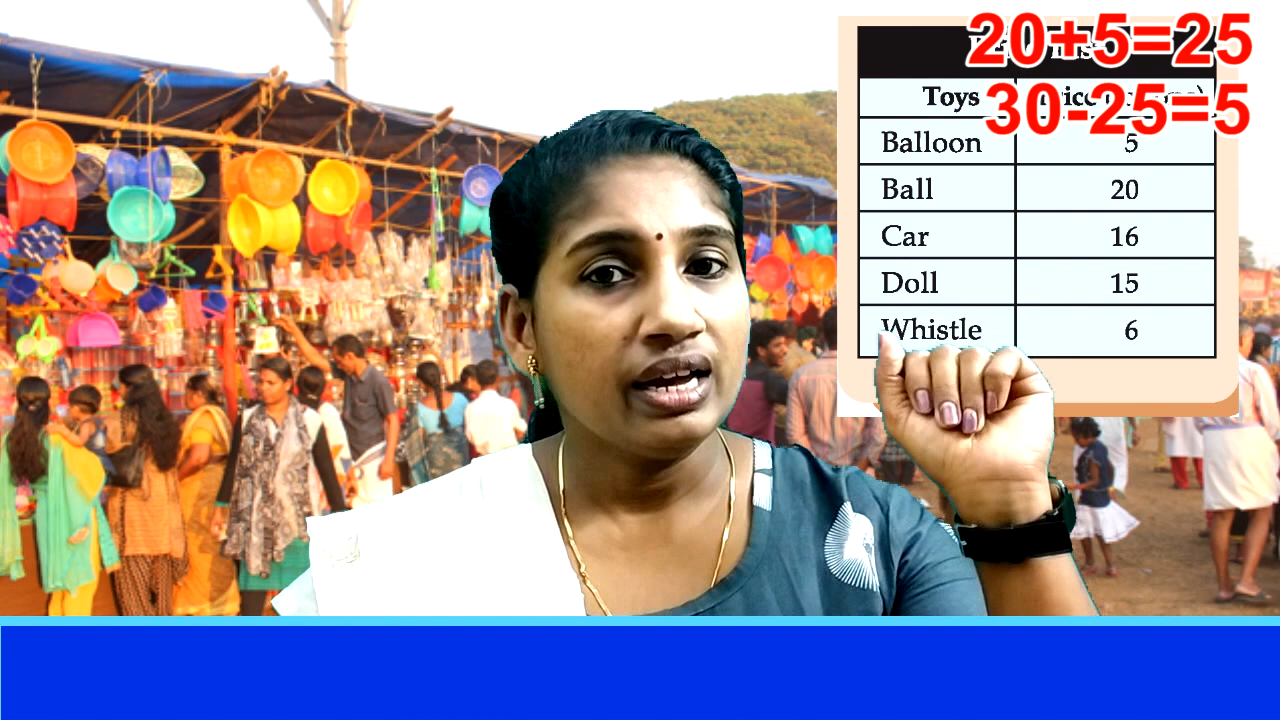 20+5=25
30-25=5
Toys
Balloon 5
Ball 20
Car 16
Doll 15
Whistle 6